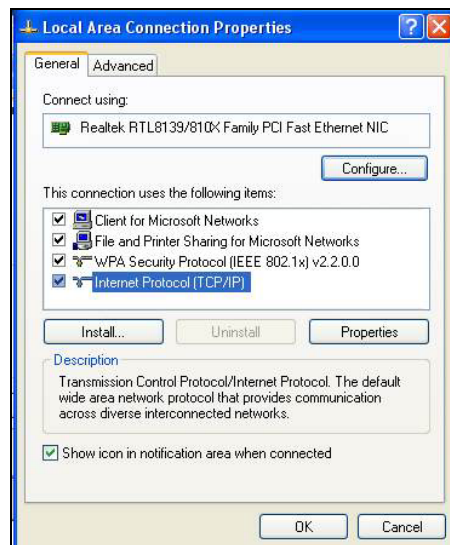 Local Area Connection Properties
General Advanced
Connect using:
Realtek RTL8139/810X Family PCI Fast Ethernet NIC
Configure...
This connection uses the following items:
Client for Microsoft Networks
File and Printer Sharing for Microsoft Networks
WPA Security Protocol (IEEE 802.1x) v2.2.0.0
Internet Protocol (TCP/IP)
Install... Uninstall Properties
Description
Transmission Control Protocol/Internet Protocol. The default
wide area network protocol that provides communication
across diverse interconnected networks.
Show icon in notification area when connected
OK Cancel